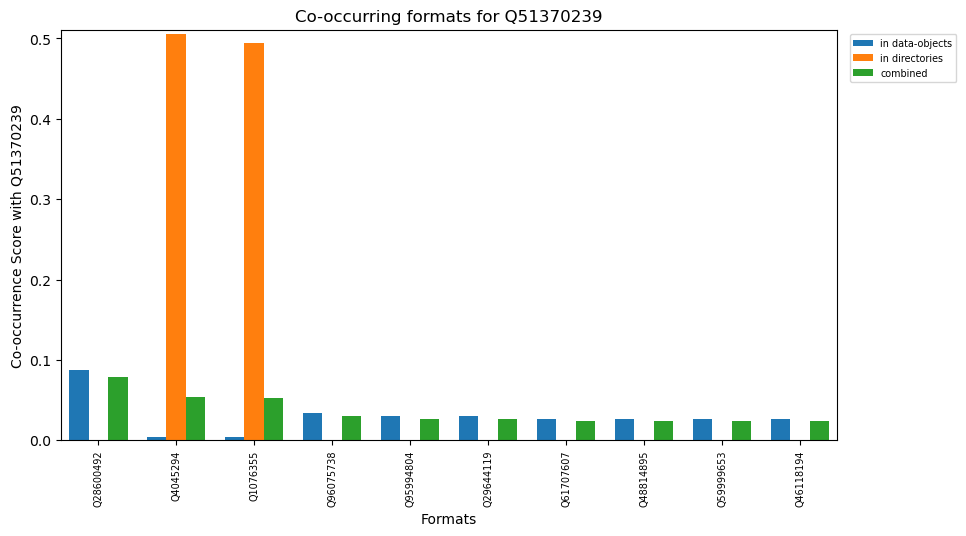 Co-occurring formats for Q51370239
in data-objects
in directories
combined
Co-occurrence Score with Q51370239
0.5
0.4
0.3
0.2
0.1
0.0
Q28600492
Q4045294
Q1076355
Q96075738
Q95994804
Q29644119
Q61707607
Q48814895
Q59999653
Q46118194
Formats